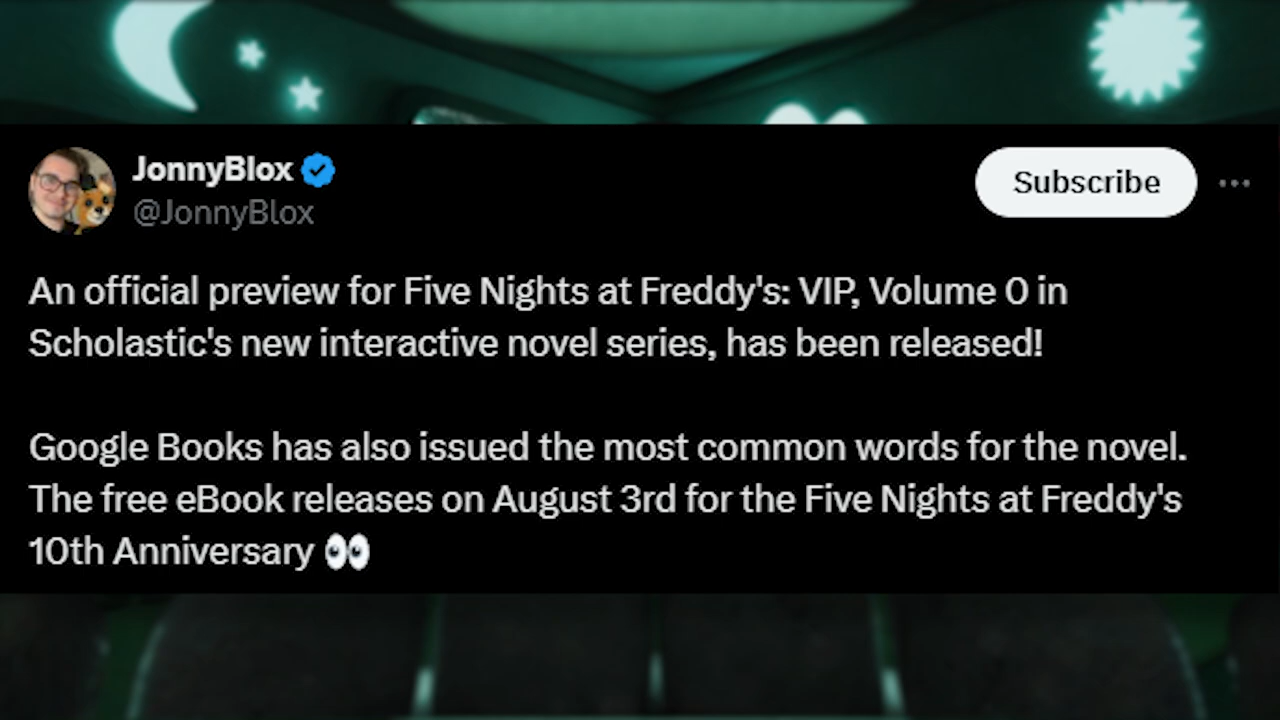 JonnyBlox
@JonnyBlox
Subscribe
An official preview for Five Nights at Freddy's: VIP, Volume 0 in
Scholastic's new interactive novel series, has been released!
Google Books has also issued the most common words for the novel.
The free eBook releases on August 3rd for the Five Nights at Freddy's
10th Anniversary 👀